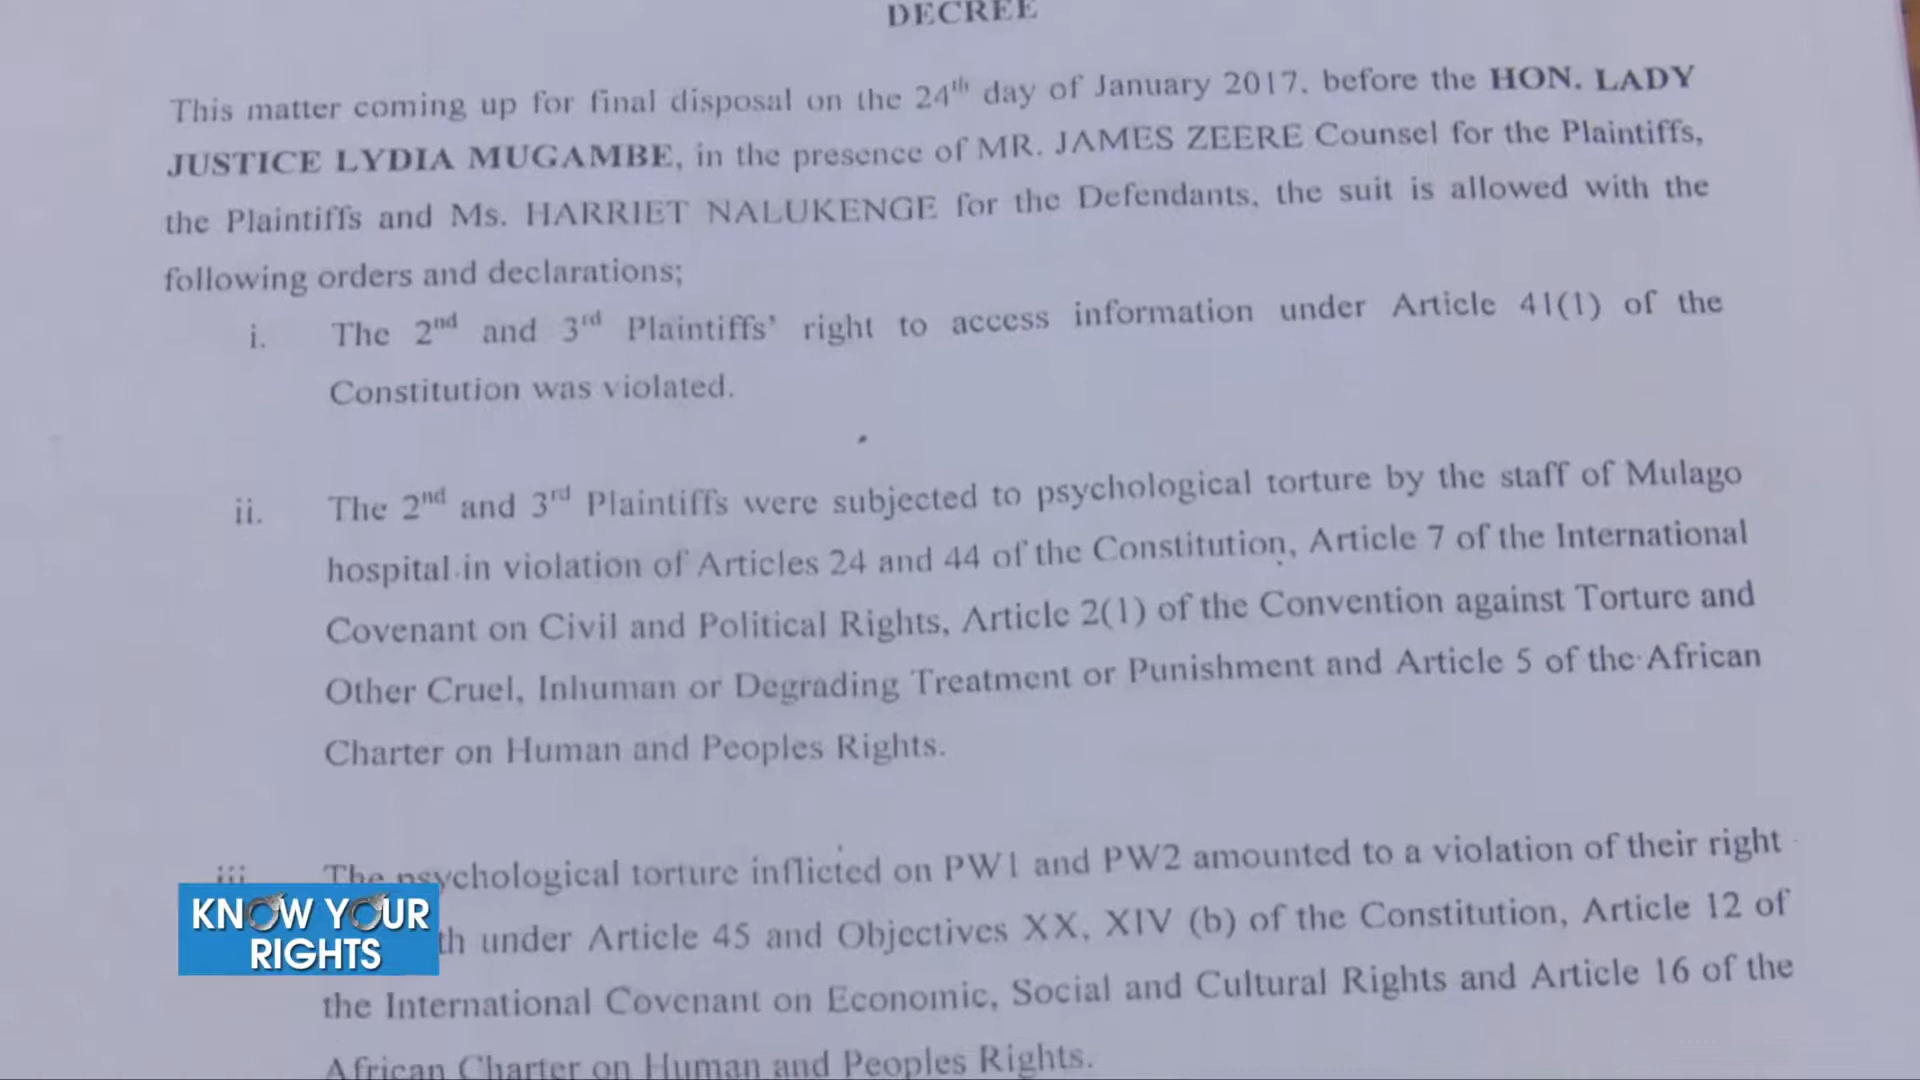 DECREE
This matter coming up for final disposal on the 24th day of January 2017. before the HON. LADY
JUSTICE LYDIA MUGAMBE, in the presence of MR. JAMES ZEERE Counsel for the Plaintiffs,
the Plaintiffs and Ms. HARRIET NALUKENGE for the Defendants, the suit is allowed with the
following orders and declarations;
i. The 2nd and 3rd Plaintiffs' right to access information under Article 41(1) of the
Constitution was violated.
ii. The 2nd and 3rd Plaintiffs were subjected to psychological torture by the staff of Mulago
hospital in violation of Articles 24 and 44 of the Constitution, Article 7 of the International
Covenant on Civil and Political Rights, Article 2(1) of the Convention against Torture and
Other Cruel, Inhuman or Degrading Treatment or Punishment and Article 5 of the African
Charter on Human and Peoples Rights.
iii. The psychological torture inflicted on PW1 and PW2 amounted to a violation of their right
th under Article 45 and Objectives XX, XIV (b) of the Constitution, Article 12 of
the International Covenant on Economic, Social and Cultural Rights and Article 16 of the
African Charter on Human and Peoples Rights.
KNOW YOUR
RIGHTS